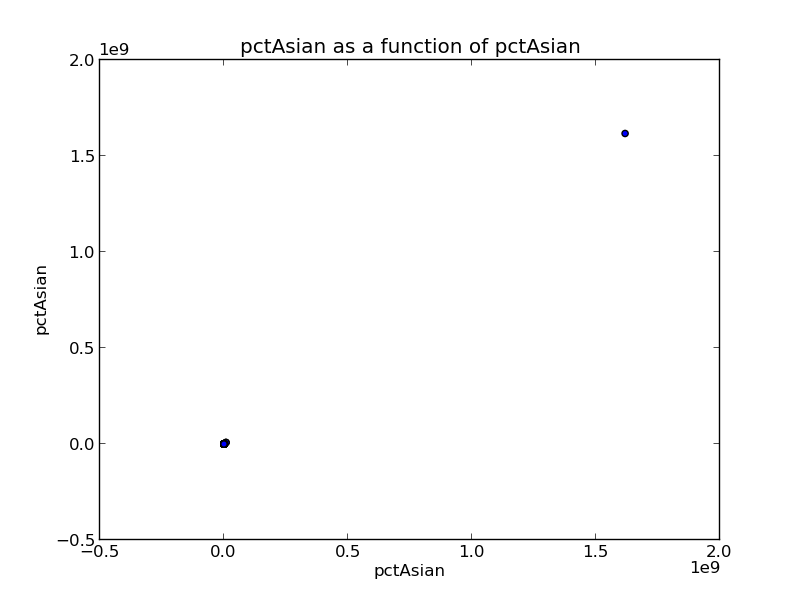 pctAsian as a function of pctAsian
1e9
2.0
1.5
1.0
0.5
0.0
−0.5
−0.5 0.0 0.5 1.0 1.5 2.0
1e9
pctAsian
pctAsian